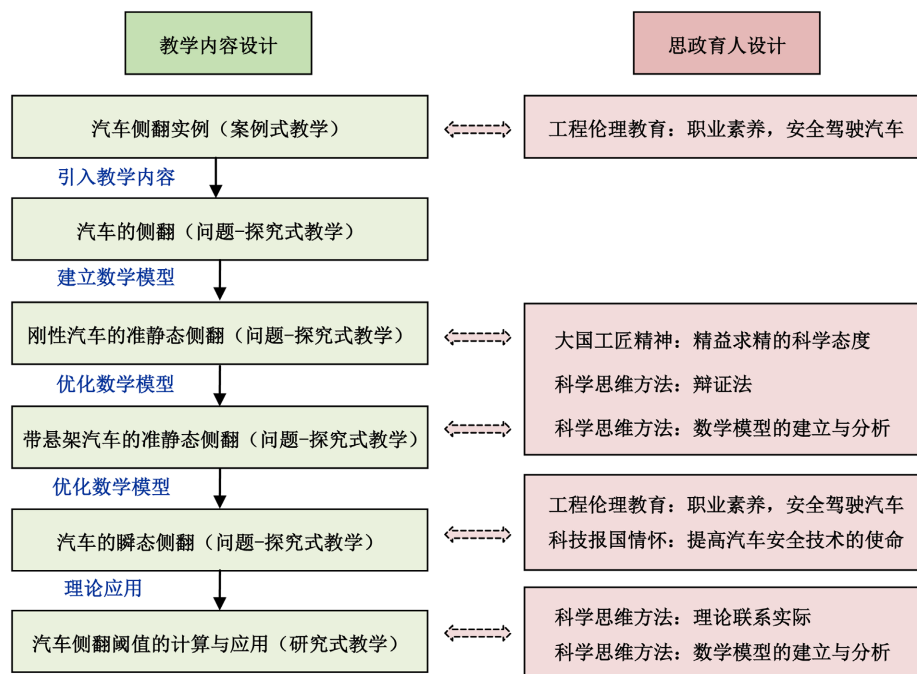 教学内容设计
思政育人设计
汽车侧翻实例（案例式教学）
工程伦理教育：职业素养，安全驾驶汽车
引入教学内容
汽车的侧翻（问题-探究式教学）
建立数学模型
刚性汽车的准静态侧翻（问题-探究式教学）
大国工匠精神：精益求精的科学态度
优化数学模型
科学思维方法：辩证法
带悬架汽车的准静态侧翻（问题-探究式教学）
科学思维方法：数学模型的建立与分析
优化数学模型
工程伦理教育：职业素养，安全驾驶汽车
汽车的瞬态侧翻（问题-探究式教学）
科技报国情怀：提高汽车安全技术的使命
理论应用
科学思维方法：理论联系实际
汽车侧翻阈值的计算与应用（研究式教学）
科学思维方法：数学模型的建立与分析